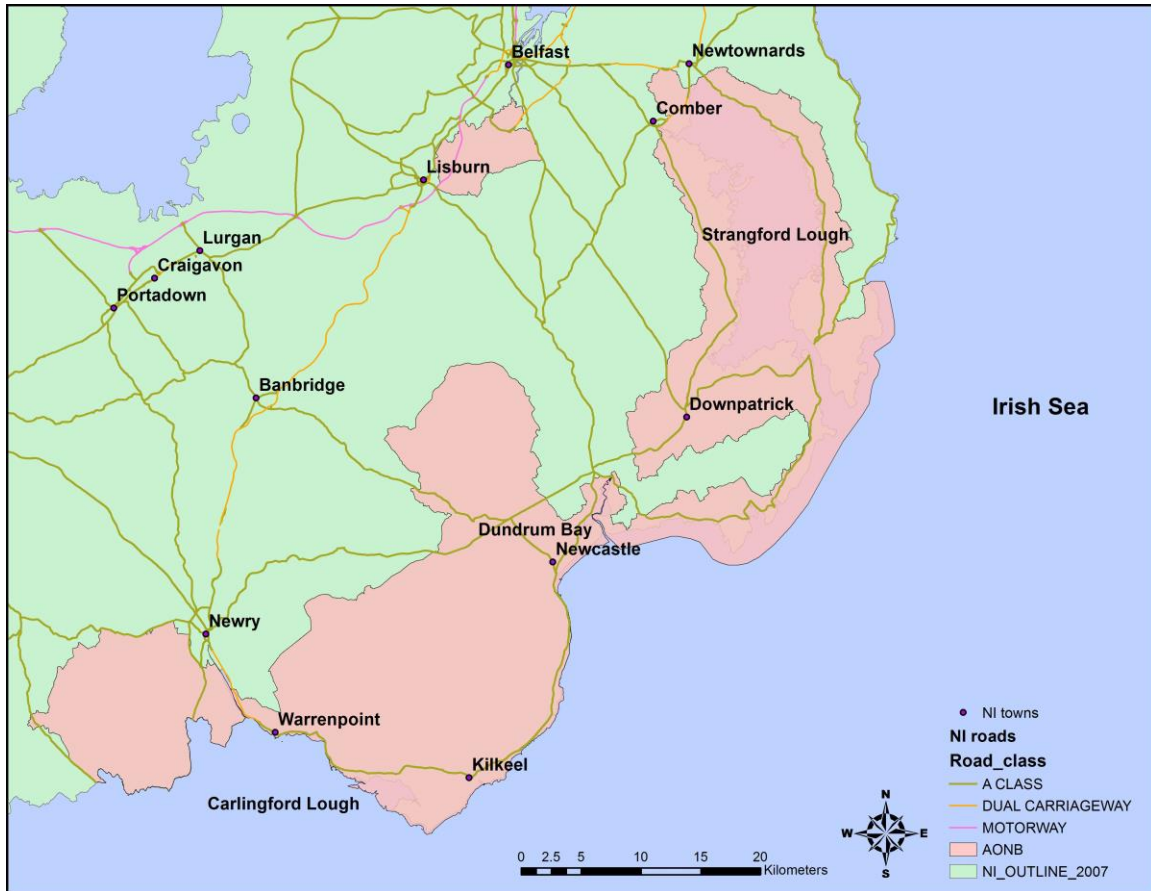 Belfast
Newtownards
Comber
Lisburn
Strangford Lough
Lurgan
Craigavon
Portadown
Banbridge
Downpatrick
Irish Sea
Dundrum Bay
Newcastle
Newry
Warrenpoint
Kilkeel
Carlingford Lough
NI towns
NI roads
Road_class
A CLASS
DUAL CARRIAGEWAY
MOTORWAY
AONB
NI_OUTLINE_2007
N
W E
S
0 2.5 5 10 15 20
Kilometers